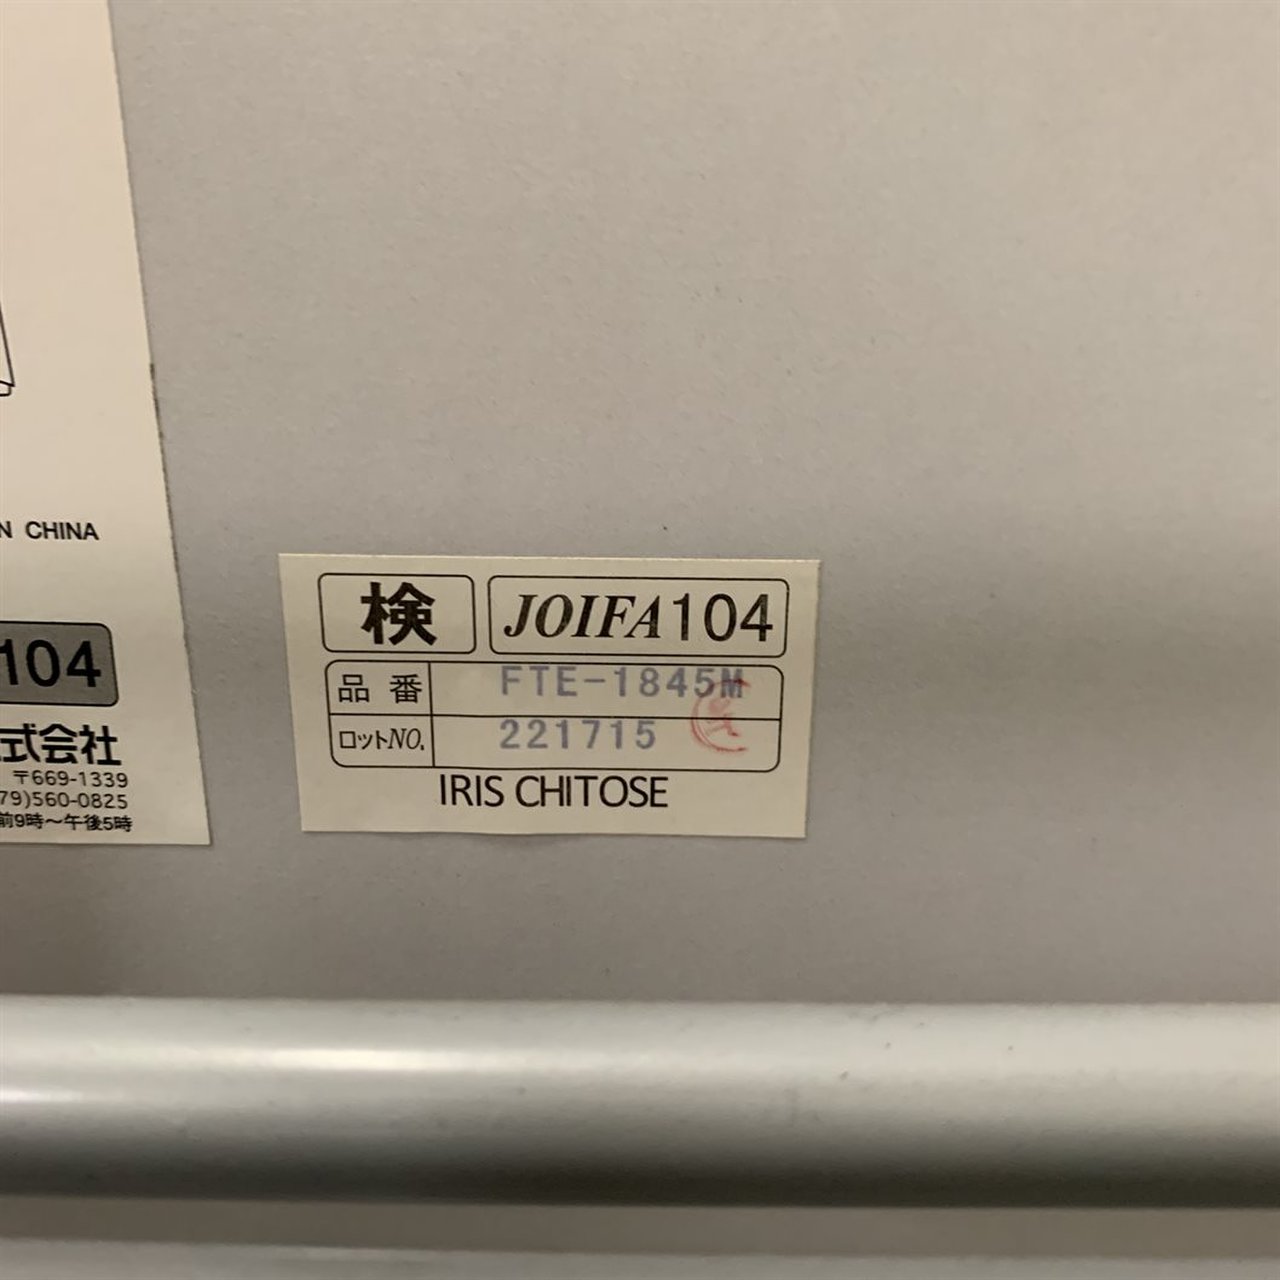 N CHINA
104
式会社
〒669-1339
79)560-0825
前9時～午後5時
検 JOIFA104
品番 FTE-1845M
ロットNO. 221715
IRIS CHITOSE